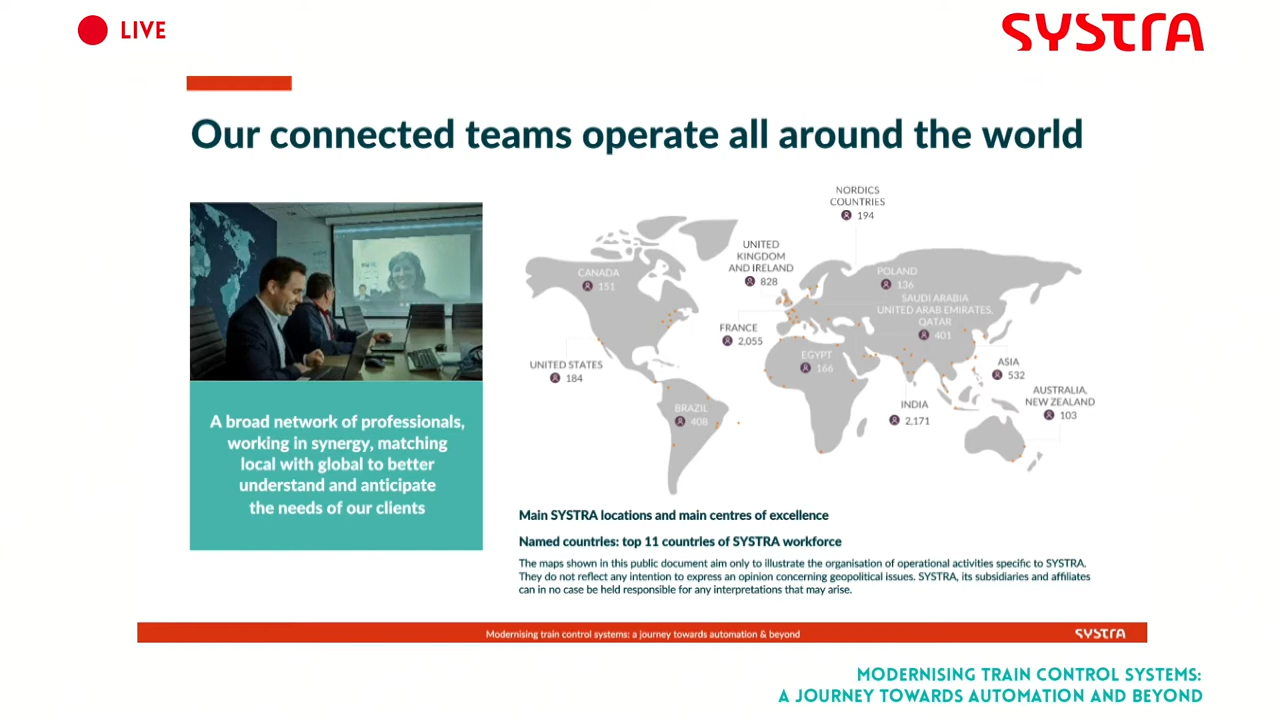 LIVE
SYSTRA
Our connected teams operate all around the world
A broad network of professionals,
working in synergy, matching
local with global to better
understand and anticipate
the needs of our clients
NORDICS
COUNTRIES
194
UNITED
KINGDOM
AND IRELAND
828
CANADA
151
POLAND
136
SAUDI ARABIA
UNITED ARAB EMIRATES,
QATAR
401
FRANCE
2,055
EGYPT
166
UNITED STATES
184
ASIA
532
AUSTRALIA,
NEW ZEALAND
103
BRAZIL
408
INDIA
2,171
Main SYSTRA locations and main centres of excellence
Named countries: top 11 countries of SYSTRA workforce
The maps shown in this public document aim only to illustrate the organisation of operational activities specific to SYSTRA.
They do not reflect any intention to express an opinion concerning geopolitical issues. SYSTRA, its subsidiaries and affiliates
can in no case be held responsible for any interpretations that may arise.
Modernising train control systems: a journey towards automation & beyond
SYSTRA
MODERNISING TRAIN CONTROL SYSTEMS:
A JOURNEY TOWARDS AUTOMATION AND BEYOND